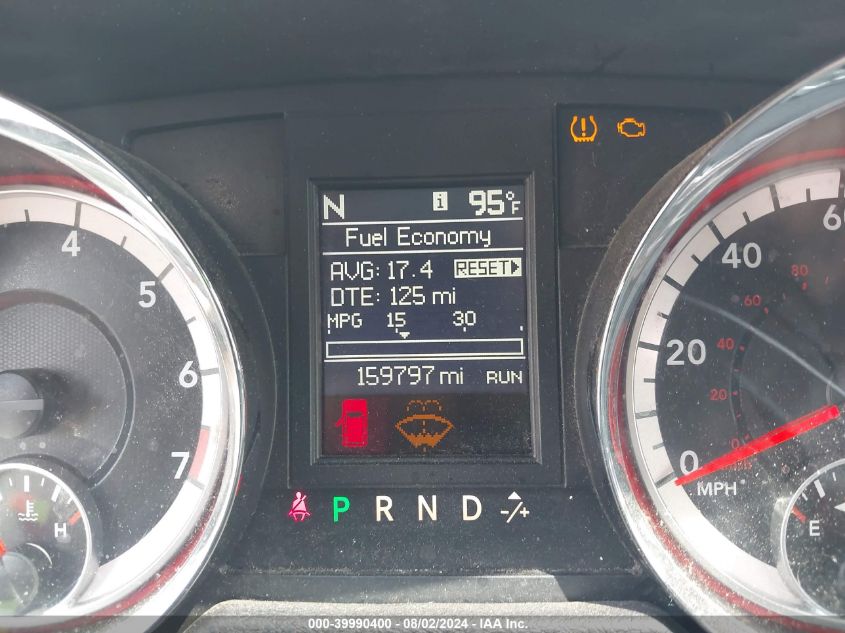 N i 95°F
Fuel Economy
AVG: 17.4 RESET
DTE: 125 mi
MPG 15 30
159797 mi RUN
P R N D -/+
4
5
6
7
H
60
40
20
0
MPH
80
60
40
20
0
E
000-39990400 - 08/02/2024 - IAA Inc.